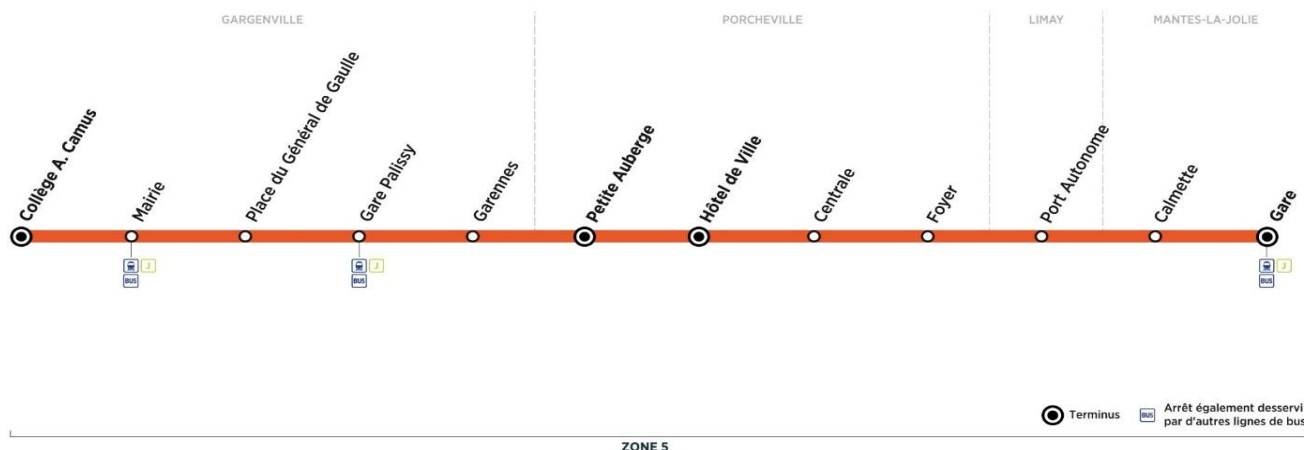 GARGENVILLE
PORCHEVILLE
LIMAY
MANTES-LA-JOLIE
Collège A. Camus
Mairie
Place du Général de Gaulle
Gare Palissy
Garennes
Petite Auberge
Hôtel de Ville
Centrale
Foyer
Port Autonome
Calmette
Gare
J
BUS
J
BUS
J
BUS
Terminus
BUS
Arrêt également desservi
par d'autres lignes de bus
ZONE 5